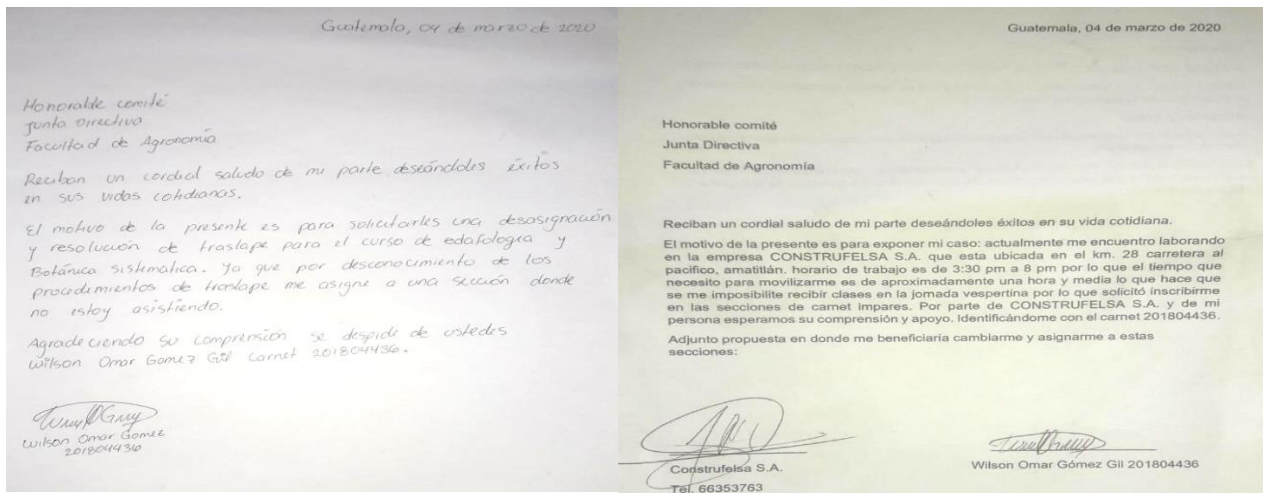 Guatemala, 04 de marzo de 2020
Honorable comité
Junta Directiva
Facultad de Agronomía
Reciban un cordial saludo de mi parte deseándoles éxitos
en sus vidas cotidianas.
El motivo de la presente es para solicitarles una desasignación
y resolución de traslape para el curso de edafologia y
Botánica sistematica. Ya que por desconocimiento de los
procedimientos de traslape me asigne a una sección donde
no estoy asistiendo.
Agradeciendo su comprensión se despide de ustedes
Wilson Omar Gomez Gil Carnet 201804436.
Wilson Omar Gomez
201804436
Guatemala, 04 de marzo de 2020
Honorable comité
Junta Directiva
Facultad de Agronomía
Reciban un cordial saludo de mi parte deseándoles éxitos en su vida cotidiana.
El motivo de la presente es para exponer mi caso: actualmente me encuentro laborando
en la empresa CONSTRUFELSA S.A. que esta ubicada en el km. 28 carretera al
pacifico, amatitlán. horario de trabajo es de 3:30 pm a 8 pm por lo que el tiempo que
necesito para movilizarme es de aproximadamente una hora y media lo que hace que
se me imposibilite recibir clases en la jornada vespertina por lo que solicitó inscribirme
en las secciones de carnet impares. Por parte de CONSTRUFELSA S.A. y de mi
persona esperamos su comprensión y apoyo. Identificándome con el carnet 201804436.
Adjunto propuesta en donde me beneficiaría cambiarme y asignarme a estas
secciones:
Construfelsa S.A.
Tel. 66353763
Wilson Omar Gómez Gil 201804436